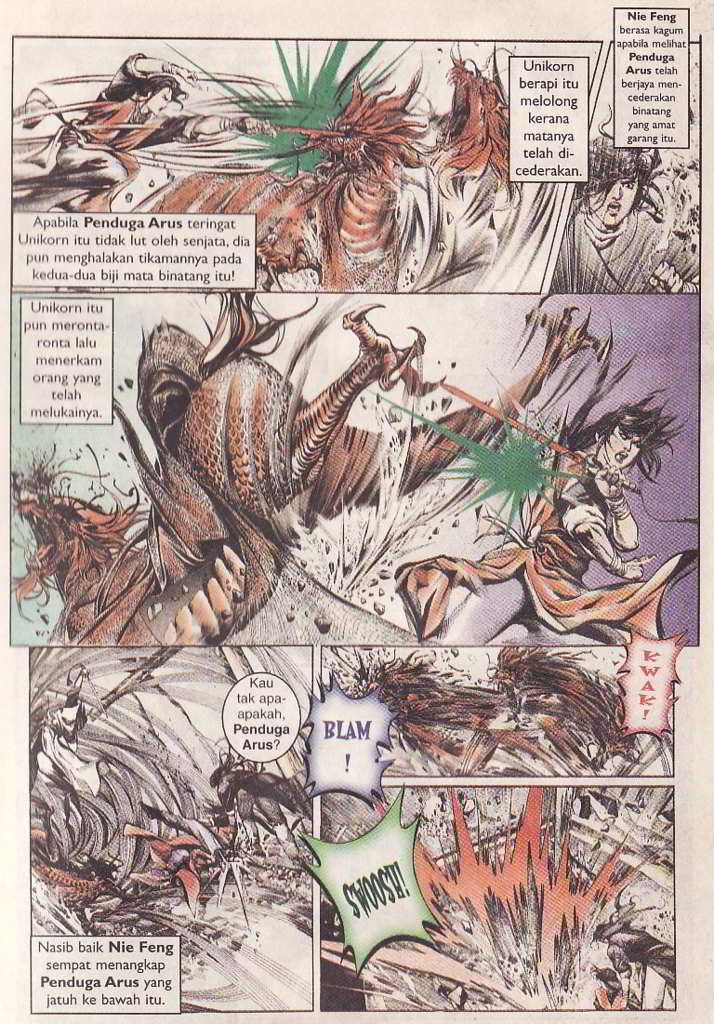 Apabila Penduga Arus teringat
Unikorn itu tidak lut oleh senjata, dia
pun menghalakan tikamannya pada
kedua-dua biji mata binatang itu!
Unikorn
berapi itu
melolong
kerana
matanya
telah di-
cederakan.
Nie Feng
berasa kagum
apabila melihat
Penduga
Arus telah
berjaya men-
cederakan
binatang
yang amat
garang itu.
Unikorn itu
pun meronta-
ronta lalu
menerkam
orang yang
telah
melukainya.
Kau
tak apa-
apakah,
Penduga
Arus?
Nasib baik Nie Feng
sempat menangkap
Penduga Arus yang
jatuh ke bawah itu.
BLAM
!
KWAK!
SWOOSH!